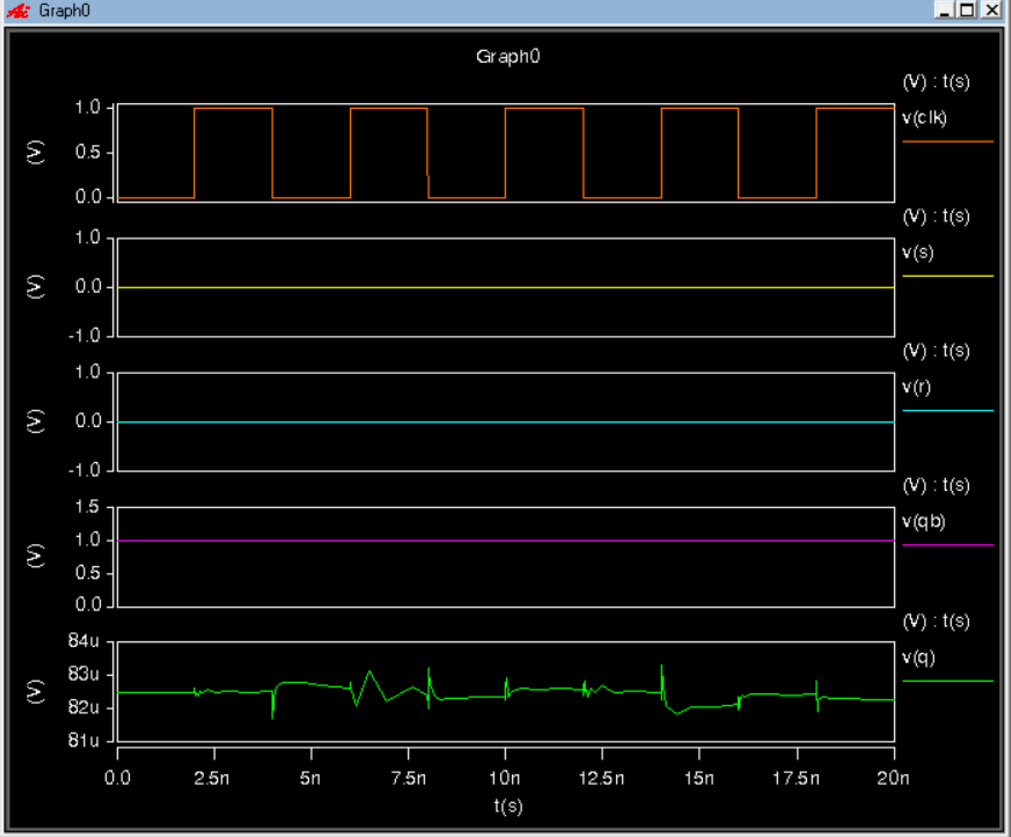 Graph0
Graph0
(V) : t(s)
v(clk)
(V)
1.0
0.5
0.0
(V) : t(s)
v(s)
(V)
1.0
0.0
-1.0
(V) : t(s)
v(r)
(V)
1.0
0.0
-1.0
(V) : t(s)
v(qb)
(V)
1.5
1.0
0.5
0.0
(V) : t(s)
v(q)
(V)
84u
83u
82u
81u
0.0 2.5n 5n 7.5n 10n 12.5n 15n 17.5n 20n
t(s)